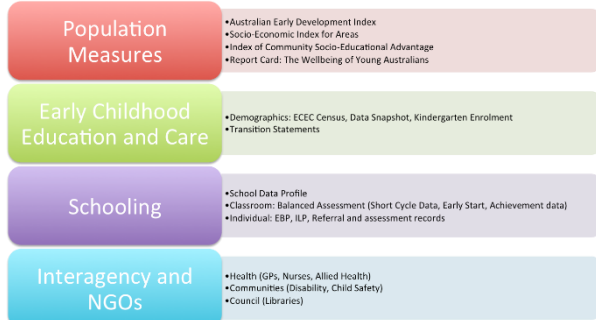 Population
Measures
•Australian Early Development Index
•Socio-Economic Index for Areas
•Index of Community Socio-Educational Advantage
•Report Card: The Wellbeing of Young Australians
Early Childhood
Education and Care
•Demographics: ECEC Census, Data Snapshot, Kindergarten Enrolment
•Transition Statements
Schooling
•School Data Profile
•Classroom: Balanced Assessment (Short Cycle Data, Early Start, Achievement data)
•Individual: EBP, ILP, Referral and assessment records
Interagency and
NGOs
•Health (GPs, Nurses, Allied Health)
•Communities (Disability, Child Safety)
•Council (Libraries)